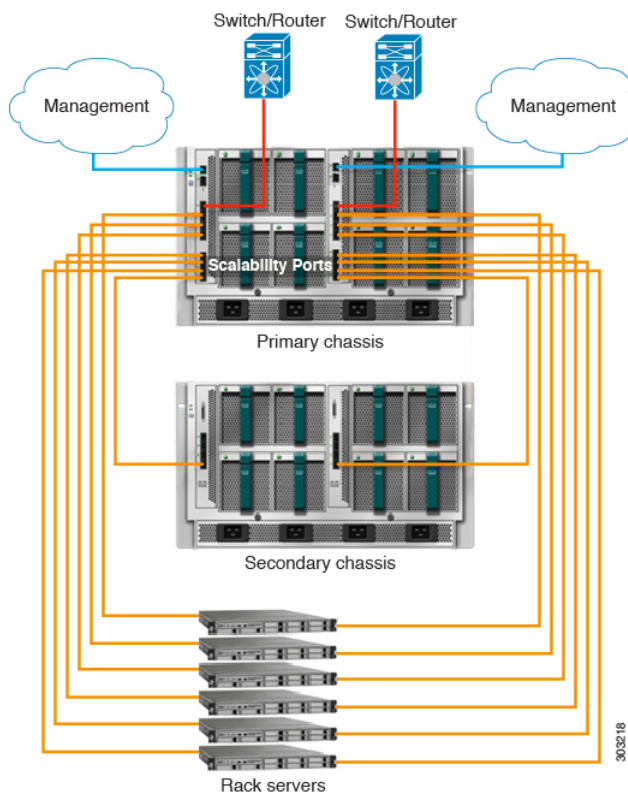 Switch/Router
Switch/Router
Management
Management
Scalability Ports
Primary chassis
Secondary chassis
Rack servers
303218